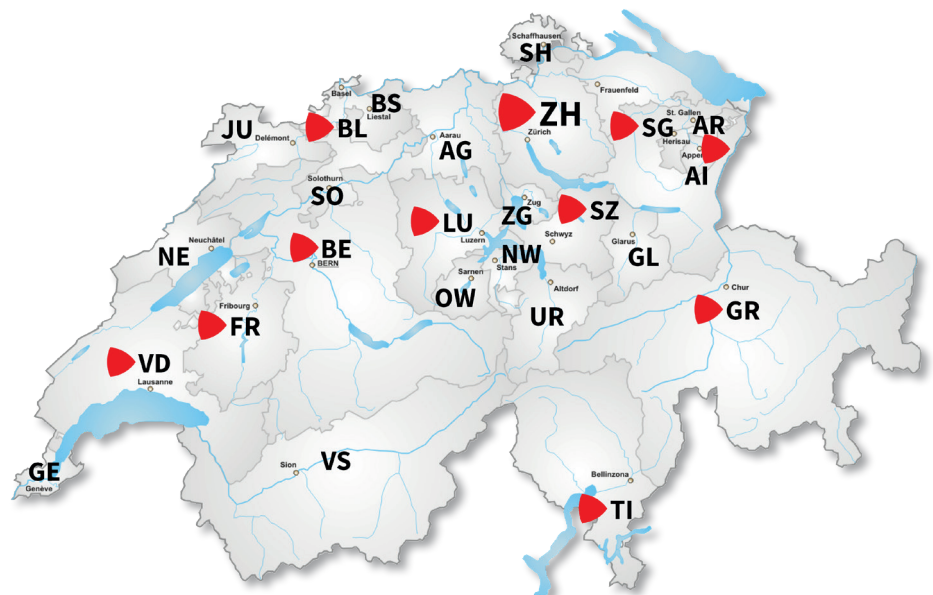 Schaffhausen
SH
Basel
BS
Liestal
Frauenfeld
ZH
Zürich
JU
Delémont
BL
Aarau
AG
SG
St. Gallen
AR
Herisau
AI
Solothurn
SO
LU
Luzern
ZG
Zug
SZ
Schwyz
NE
Neuchâtel
BE
BERN
NW
Stans
Sarnen
OW
Glarus
GL
Altdorf
UR
Chur
GR
Fribourg
FR
VD
Lausanne
GE
Genève
Sion
VS
Bellinzona
TI